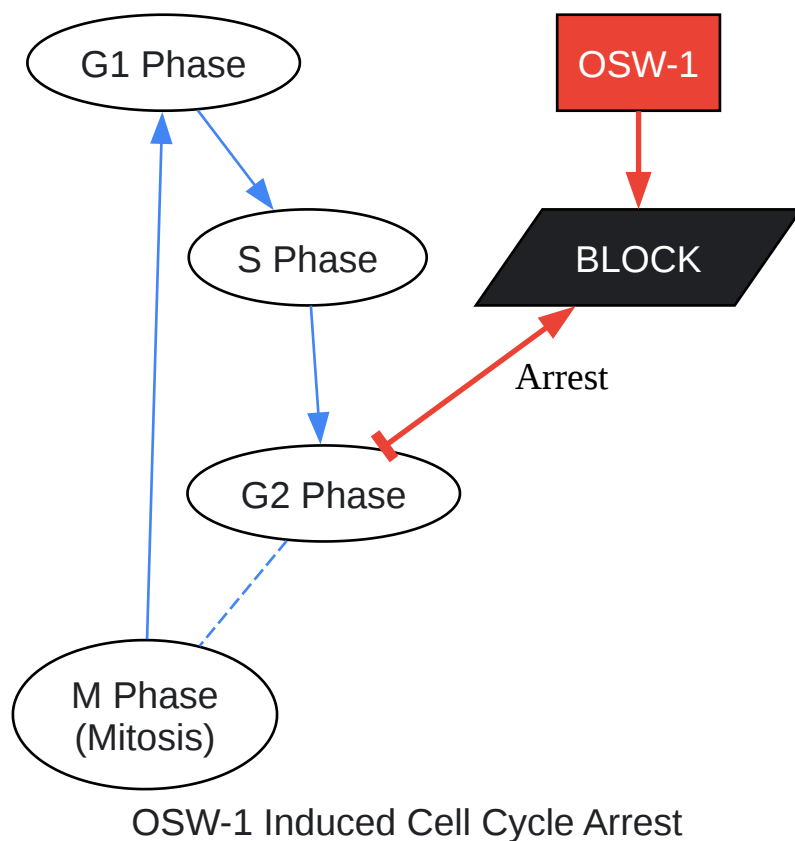 G1 Phase
OSW-1
S Phase
BLOCK
Arrest
G2 Phase
M Phase
(Mitosis)
OSW-1 Induced Cell Cycle Arrest